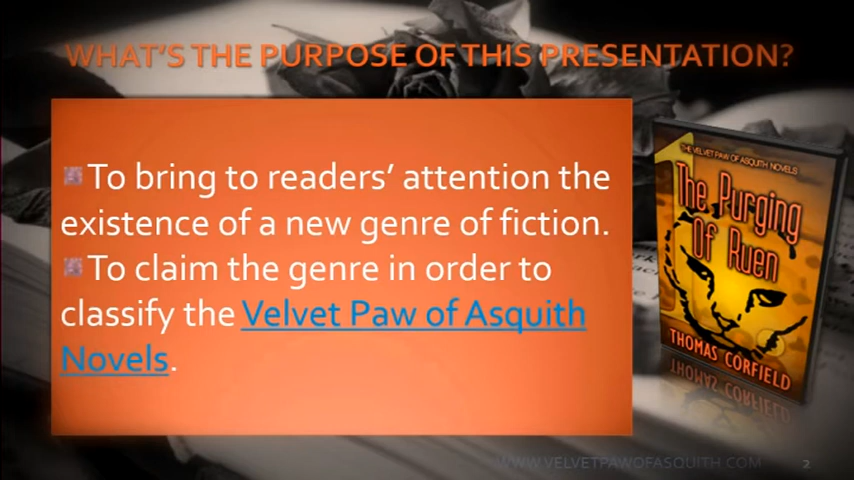 WHAT'S THE PURPOSE OF THIS PRESENTATION?
To bring to readers' attention the
existence of a new genre of fiction.
To claim the genre in order to
classify the Velvet Paw of Asquith
Novels.
THE VELVET PAW OF ASQUITH NOVELS
1
The Purging
Of Ruen
THOMAS CORFIELD
WWW.VELVETPAWOFASQUITH.COM
2